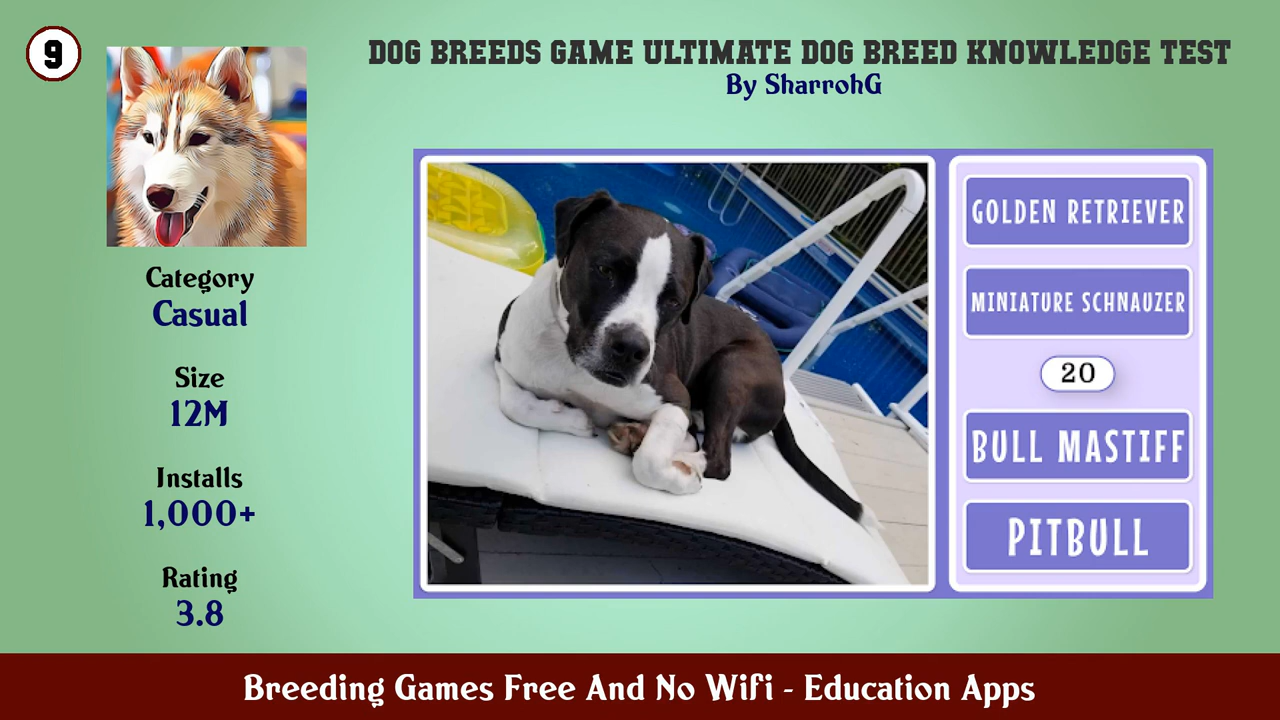 9
DOG BREEDS GAME ULTIMATE DOG BREED KNOWLEDGE TEST
By SharrohG
Category
Casual
Size
12M
Installs
1,000+
Rating
3.8
GOLDEN RETRIEVER
MINIATURE SCHNAUZER
20
BULL MASTIFF
PITBULL
Breeding Games Free And No Wifi - Education Apps